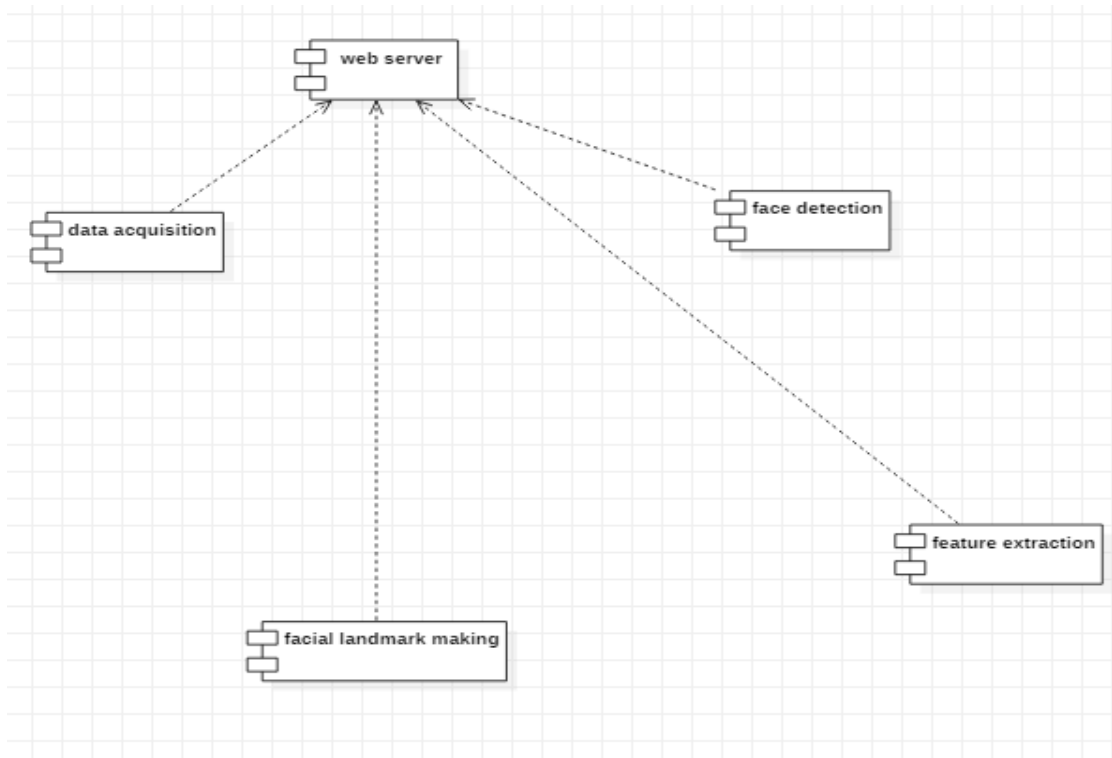 web server
data acquisition
face detection
feature extraction
facial landmark making